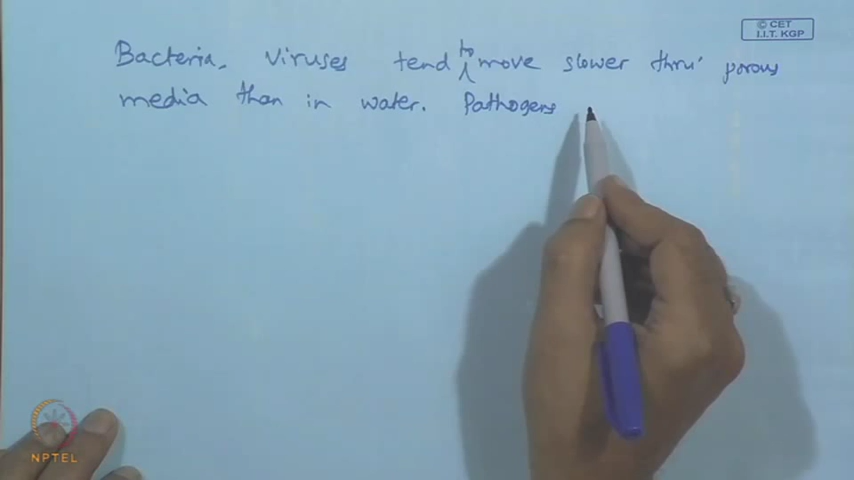 © CET
I.I.T. KGP
Bacteria, Viruses tend to move slower thru' porous
media than in water. Pathogens
NPTEL